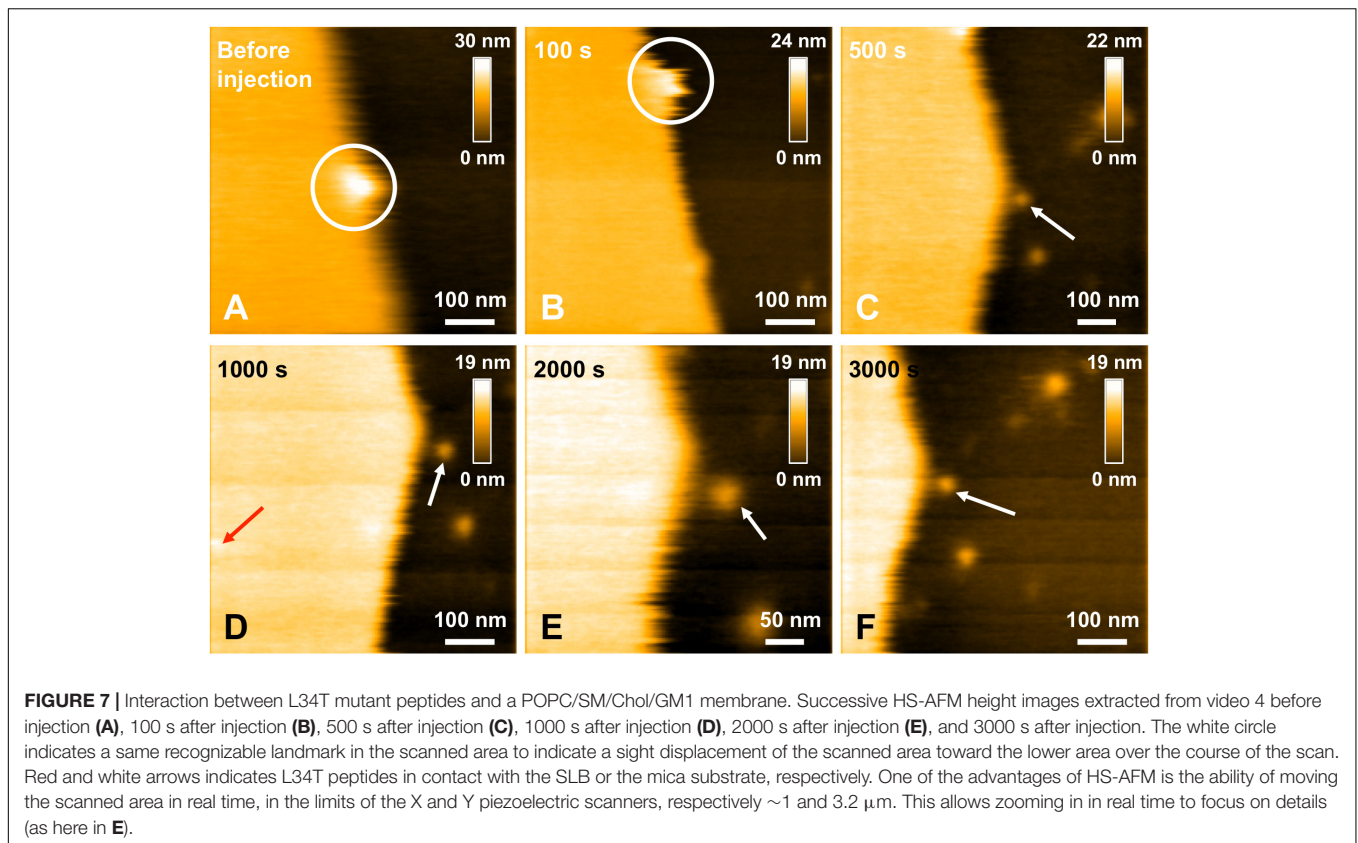 Before
injection
30 nm
0 nm
A
100 nm
100 s
24 nm
0 nm
B
100 nm
500 s
22 nm
0 nm
C
100 nm
1000 s
19 nm
0 nm
D
100 nm
2000 s
19 nm
0 nm
E
50 nm
3000 s
19 nm
0 nm
F
100 nm
FIGURE 7 | Interaction between L34T mutant peptides and a POPC/SM/Chol/GM1 membrane. Successive HS-AFM height images extracted from video 4 before
injection (A), 100 s after injection (B), 500 s after injection (C), 1000 s after injection (D), 2000 s after injection (E), and 3000 s after injection. The white circle
indicates a same recognizable landmark in the scanned area to indicate a sight displacement of the scanned area toward the lower area over the course of the scan.
Red and white arrows indicates L34T peptides in contact with the SLB or the mica substrate, respectively. One of the advantages of HS-AFM is the ability of moving
the scanned area in real time, in the limits of the X and Y piezoelectric scanners, respectively ∼1 and 3.2 μm. This allows zooming in in real time to focus on details
(as here in E).